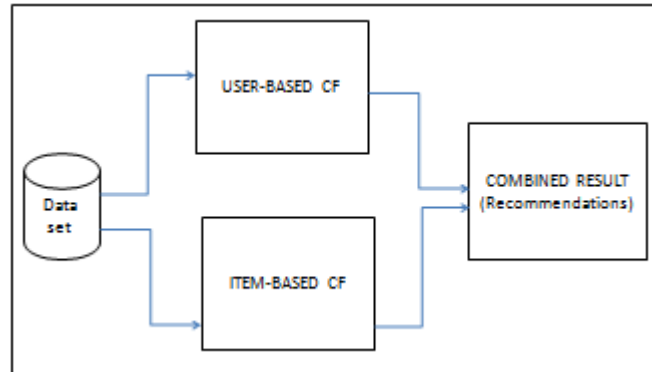 USER-BASED CF
Data
set
COMBINED RESULT
(Recommendations)
ITEM-BASED CF